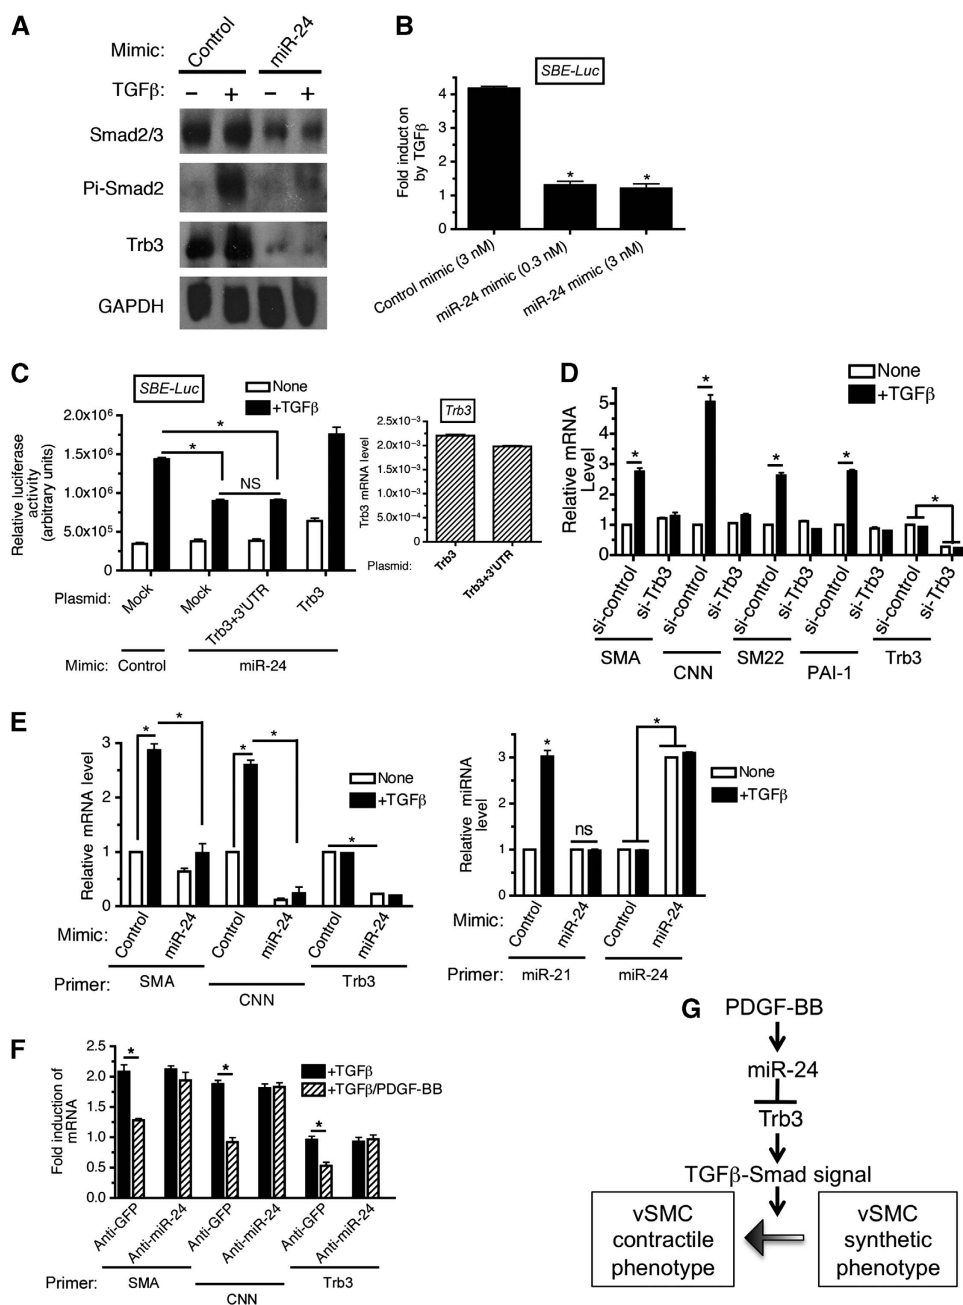 A
Mimic:
Control
miR-24
TGFβ:
− + − +
Smad2/3
Pi-Smad2
Trb3
GAPDH
B
SBE-Luc
Fold induction
by TGFβ
4
3
2
1
0
*
*
Control mimic (3 nM)
miR-24 mimic (0.3 nM)
miR-24 mimic (3 nM)
C
SBE-Luc
None
+TGFβ
Relative luciferase
activity
(arbitrary units)
2.0x10⁶
1.5x10⁶
1.0x10⁶
5.0x10⁵
0
*
*
NS
Plasmid:
Mock
Mock
Trb3+3'UTR
Trb3
Mimic:
Control
miR-24
Trb3
Trb3 mRNA level
2.5x10⁻³
2.0x10⁻³
1.5x10⁻³
1.0x10⁻³
5.0x10⁻⁴
0
Plasmid:
Trb3
Trb3+3'UTR
D
None
+TGFβ
Relative mRNA
Level
5
4
3
2
1
0
*
*
*
*
*
si-control
si-Trb3
si-control
si-Trb3
si-control
si-Trb3
si-control
si-Trb3
si-control
si-Trb3
SMA
CNN
SM22
PAI-1
Trb3
E
Relative mRNA level
3
2
1
0
*
*
*
*
*
None
+TGFβ
Mimic:
Control
miR-24
Control
miR-24
Control
miR-24
Primer:
SMA
CNN
Trb3
Relative miRNA
level
3
2
1
0
*
ns
*
None
+TGFβ
Mimic:
Control
miR-24
Control
miR-24
Primer:
miR-21
miR-24
F
Fold induction of
mRNA
2.5
2.0
1.5
1.0
0.5
0.0
*
*
*
+TGFβ
+TGFβ/PDGF-BB
Anti-GFP
Anti-miR-24
Anti-GFP
Anti-miR-24
Anti-GFP
Anti-miR-24
Primer:
SMA
CNN
Trb3
G
PDGF-BB
miR-24
Trb3
TGFβ-Smad signal
vSMC
contractile
phenotype
vSMC
synthetic
phenotype